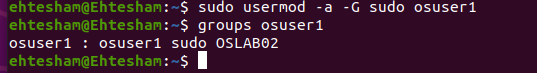 ehtesham@Ehtesham:~$ sudo usermod -a -G sudo osuser1
ehtesham@Ehtesham:~$ groups osuser1
osuser1 : osuser1 sudo OSLAB02
ehtesham@Ehtesham:~$